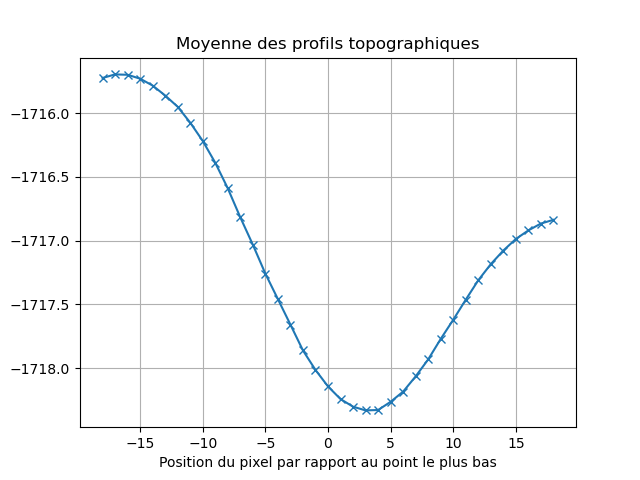 Moyenne des profils topographiques
−1716.0
−1716.5
−1717.0
−1717.5
−1718.0
−15 −10 −5 0 5 10 15
Position du pixel par rapport au point le plus bas